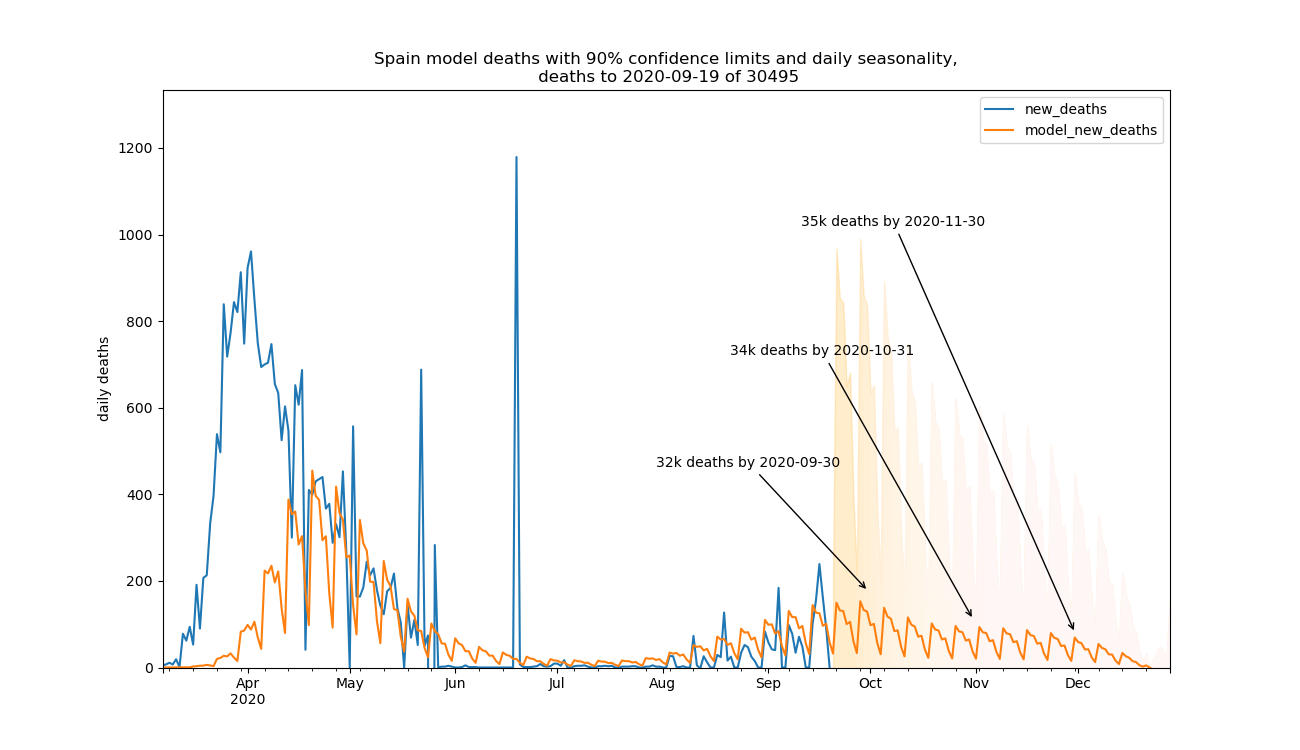 Spain model deaths with 90% confidence limits and daily seasonality,
deaths to 2020-09-19 of 30495
new_deaths
model_new_deaths
daily deaths
1200
1000
800
600
400
200
0
35k deaths by 2020-11-30
34k deaths by 2020-10-31
32k deaths by 2020-09-30
Apr May Jun Jul Aug Sep Oct Nov Dec
2020